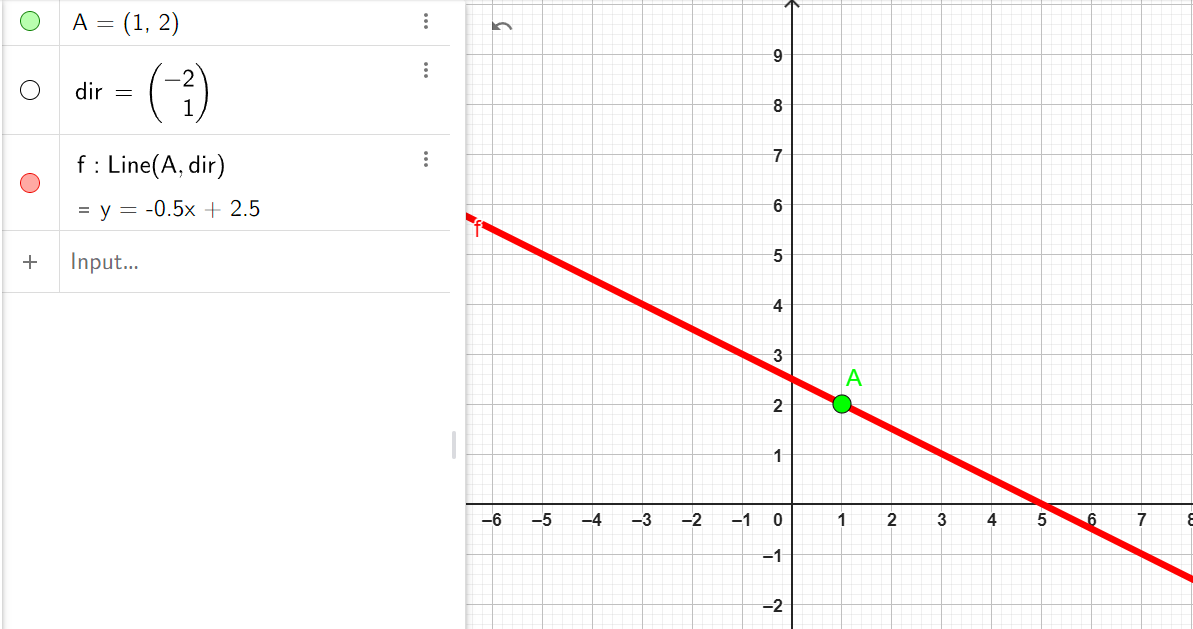 A = (1, 2)
dir = (−2
1)
f : Line(A, dir)
= y = -0.5x + 2.5
+ Input...
f
A
9
8
7
6
5
4
3
2
1
−6 −5 −4 −3 −2 −1 0 1 2 3 4 5 6 7 8
−1
−2